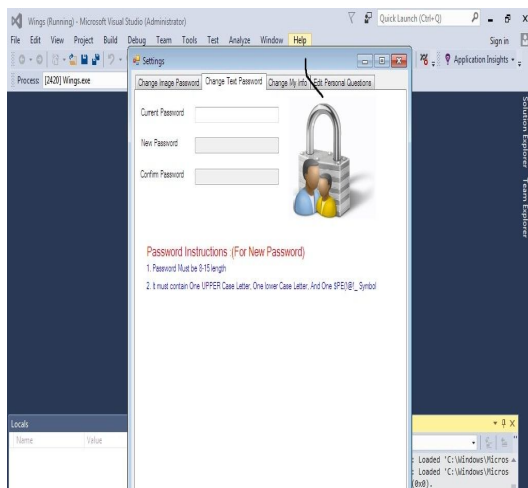 Wings (Running) - Microsoft Visual Studio (Administrator)
Quick Launch (Ctrl+Q)
File Edit View Project Build Debug Team Tools Test Analyze Window Help
Sign in
Application Insights
Process: [2420] Wings.exe
Settings
Change Image Password
Change Text Password
Change My Info
Edit Personal Questions
Current Password
New Password
Confirm Password
Password Instructions :(For New Password)
1. Password Must be 8-15 length
2. It must contain One UPPER Case Letter, One lower Case Letter, And One Symbol
Solution Explorer
Team Explorer
Locals
Name Value
: Loaded 'C:\Windows\Micros
: Loaded 'C:\Windows\Micros
(0x0).